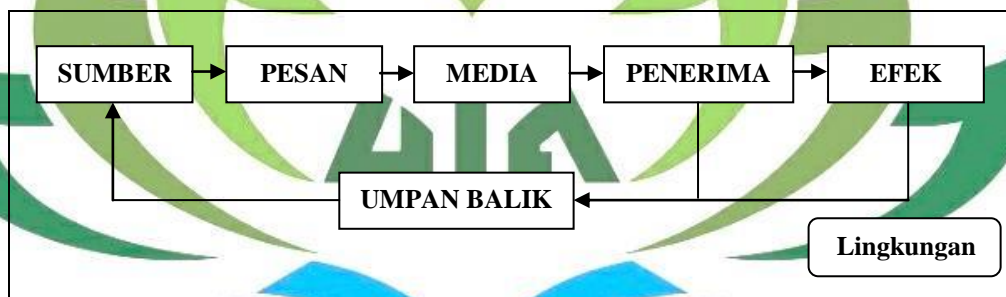 SUMBER
PESAN
MEDIA
PENERIMA
EFEK
UMPAN BALIK
Lingkungan